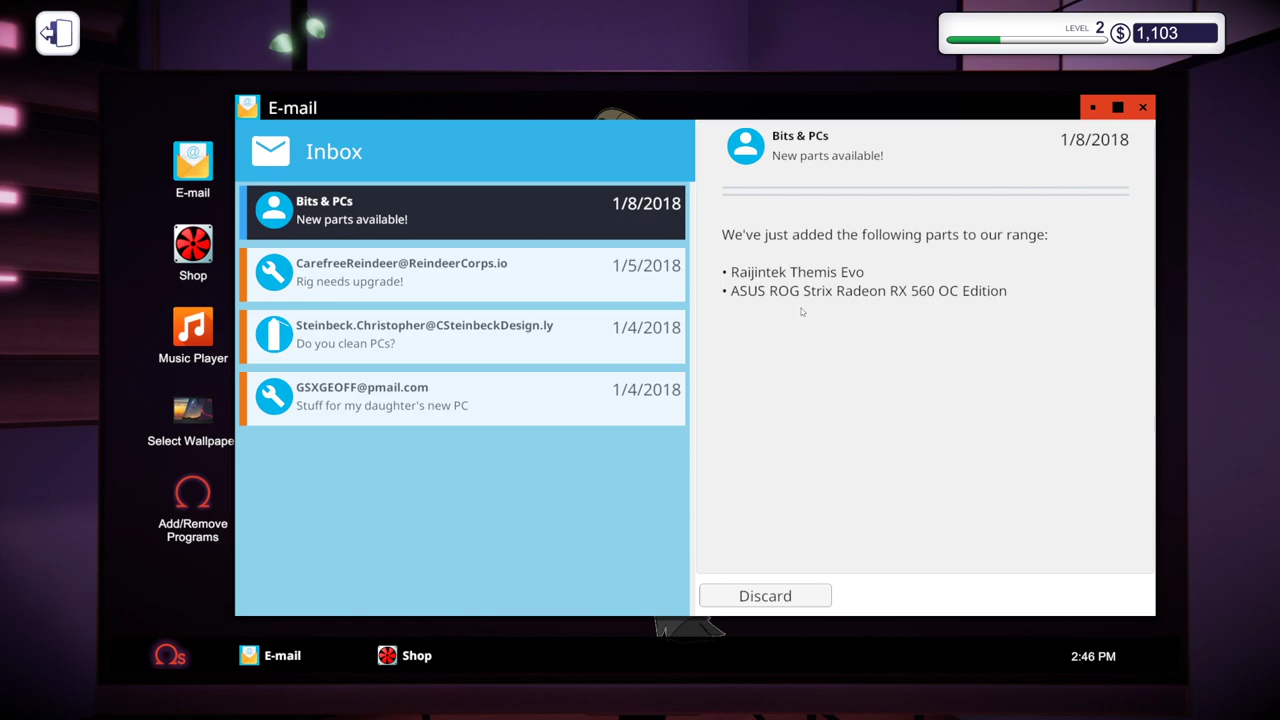 LEVEL 2
$ 1,103
E-mail
Inbox
Bits & PCs
1/8/2018
New parts available!
CarefreeReindeer@ReindeerCorps.io
1/5/2018
Rig needs upgrade!
Steinbeck.Christopher@CSteinbeckDesign.ly
1/4/2018
Do you clean PCs?
GSXGEOFF@pmail.com
1/4/2018
Stuff for my daughter's new PC
Bits & PCs
1/8/2018
New parts available!
We've just added the following parts to our range:
• Raijintek Themis Evo
• ASUS ROG Strix Radeon RX 560 OC Edition
Discard
E-mail
Shop
Music Player
Select Wallpape
Add/Remove
Programs
Ωs
E-mail
Shop
2:46 PM